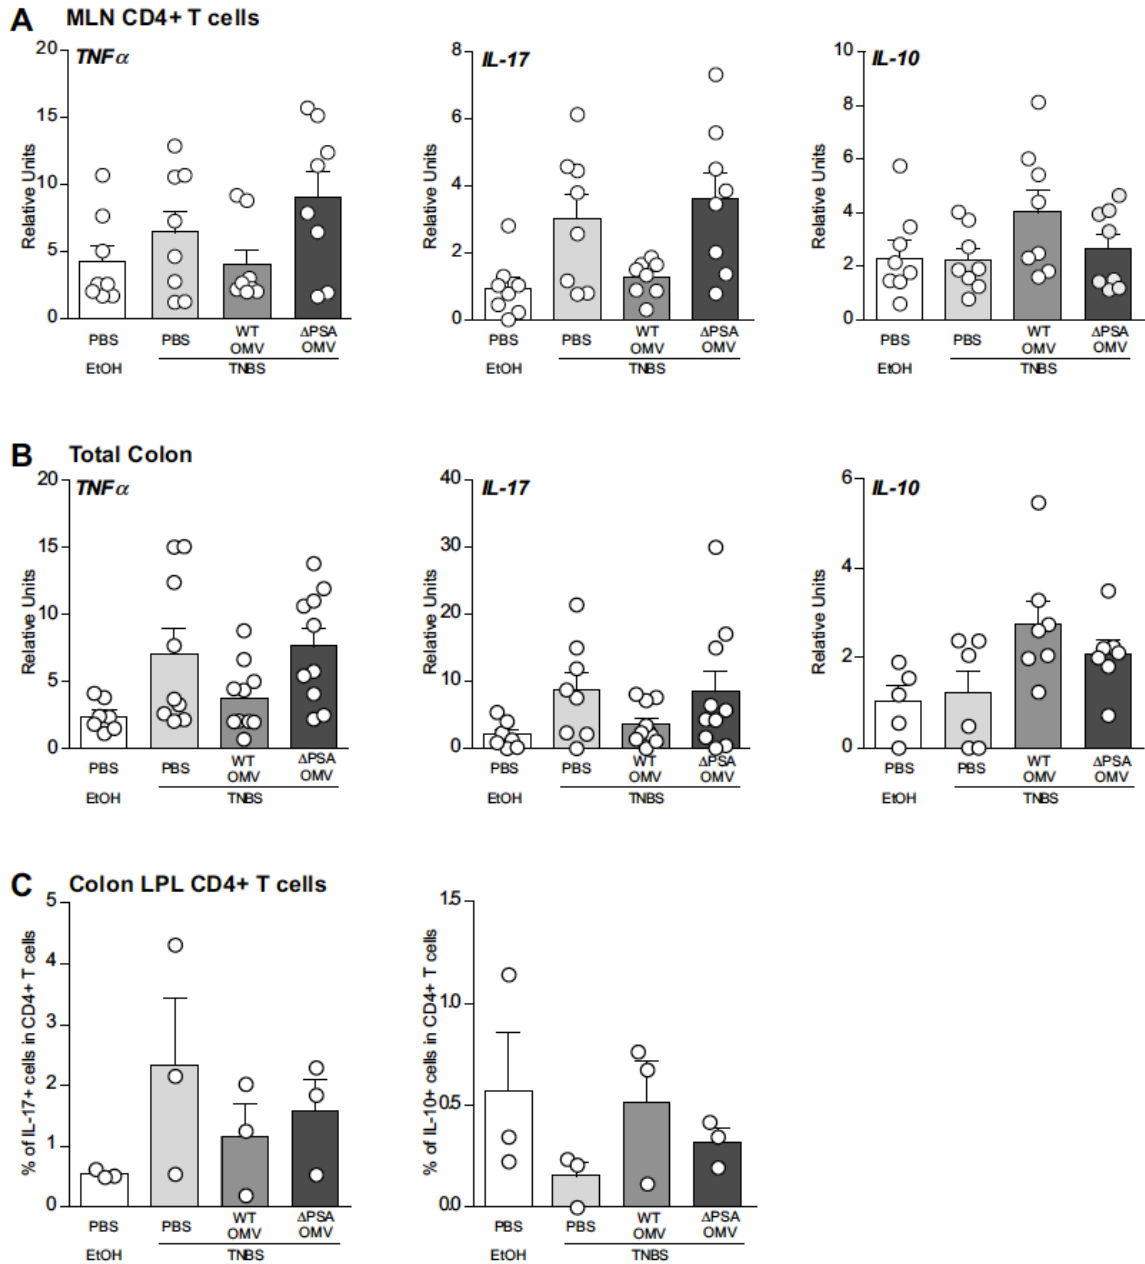 A MLN CD4+ T cells
TNFα
20
15
10
5
0
Relative Units
PBS
PBS
WT
OMV
ΔPSA
OMV
EtOH
TNBS
IL-17
8
6
4
2
0
Relative Units
PBS
PBS
WT
OMV
ΔPSA
OMV
EtOH
TNBS
IL-10
10
8
6
4
2
0
Relative Units
PBS
PBS
WT
OMV
ΔPSA
OMV
EtOH
TNBS
B Total Colon
TNFα
20
15
10
5
0
Relative Units
PBS
PBS
WT
OMV
ΔPSA
OMV
EtOH
TNBS
IL-17
40
30
20
10
0
Relative Units
PBS
PBS
WT
OMV
ΔPSA
OMV
EtOH
TNBS
IL-10
6
4
2
0
Relative Units
PBS
PBS
WT
OMV
ΔPSA
OMV
EtOH
TNBS
C Colon LPL CD4+ T cells
5
4
3
2
1
0
% of IL-17+ cells in CD4+ T cells
PBS
PBS
WT
OMV
ΔPSA
OMV
EtOH
TNBS
1.5
1.0
0.5
0.0
% of IL-10+ cells in CD4+ T cells
PBS
PBS
WT
OMV
ΔPSA
OMV
EtOH
TNBS